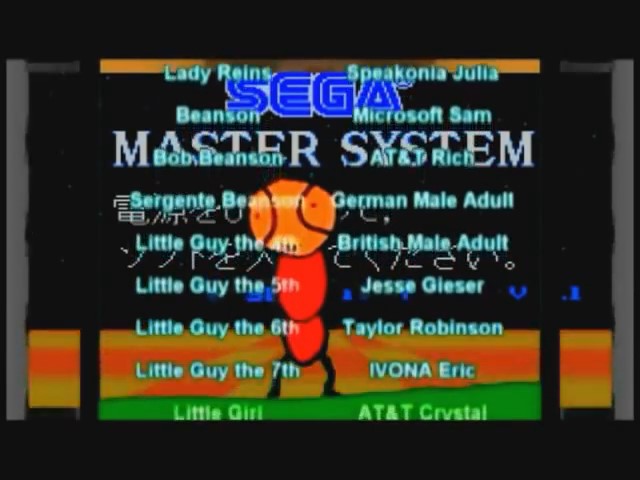 Lady Reins Speakonia Julia
SEGA
Beanson Microsoft Sam
MASTER SYSTEM
Bob Beanson AT&T Rich
Sergente Beanson German Male Adult
電源を
Little Guy the 4th British Male Adult
ソフトを入 てください。
Little Guy the 5th Jesse Gieser
Little Guy the 6th Taylor Robinson
Little Guy the 7th IVONA Eric
Little Girl AT&T Crystal